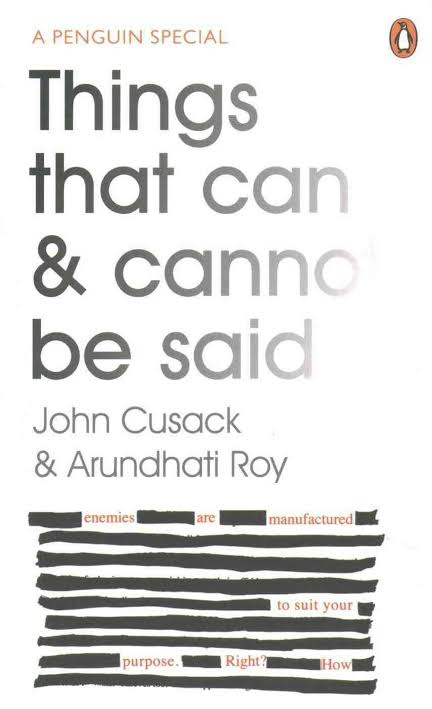 A PENGUIN SPECIAL
Things
that can
& canno
be said
John Cusack
& Arundhati Roy
enemies are manufactured
to suit your
purpose. Right? How